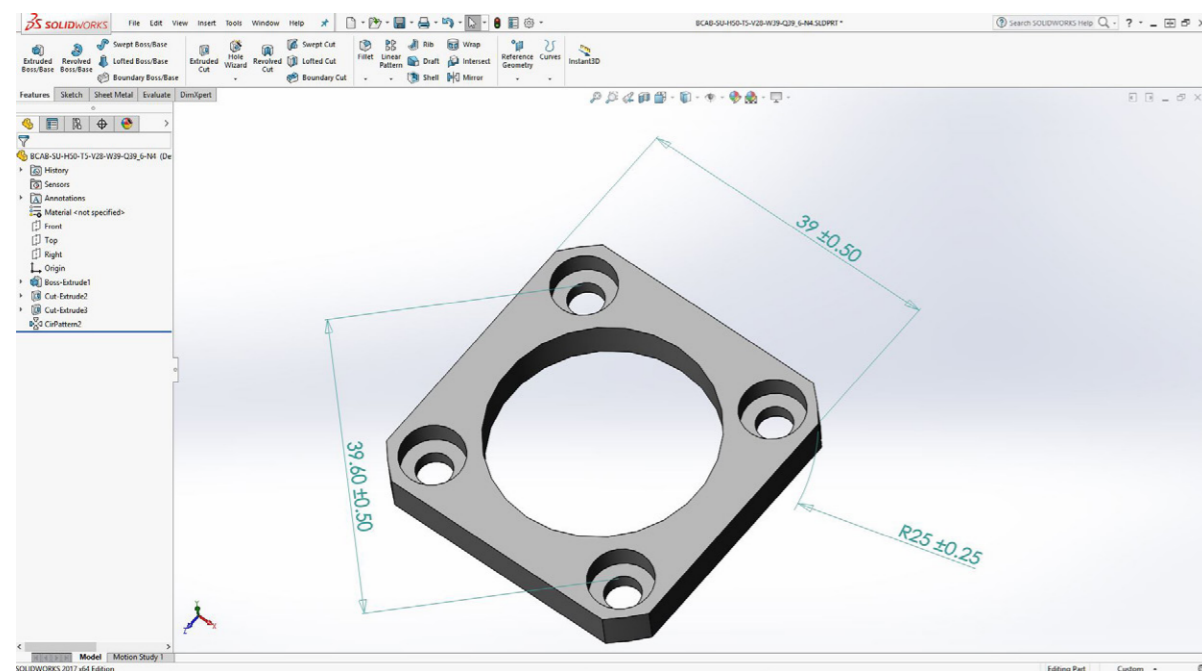 SOLIDWORKS File Edit View Insert Tools Window Help BCAB-SU-H50-T5-V28-W39-Q39_6-N4.SLDPRT * Search SOLIDWORKS Help
Extruded Boss/Base
Revolved Boss/Base
Swept Boss/Base
Lofted Boss/Base
Boundary Boss/Base
Extruded Cut
Hole Wizard
Revolved Cut
Swept Cut
Lofted Cut
Boundary Cut
Fillet
Linear Pattern
Rib
Draft
Shell
Wrap
Intersect
Mirror
Reference Geometry
Curves
Instant3D
Features Sketch Sheet Metal Evaluate DimXpert
BCAB-SU-H50-T5-V28-W39-Q39_6-N4 (De
History
Sensors
Annotations
Material <not specified>
Front
Top
Right
Origin
Boss-Extrude1
Cut-Extrude2
Cut-Extrude3
CirPattern2
39 ±0.50
39.60 ±0.50
R25 ±0.25
Model Motion Study 1
SOLIDWORKS 2017 x64 Edition Editing Part Custom